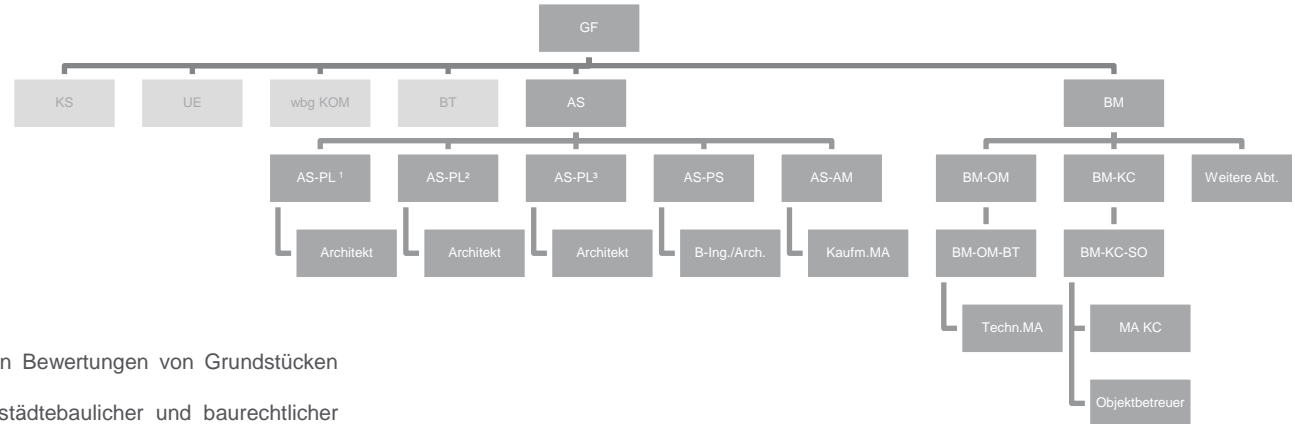 GF
KS UE wbg KOM BT AS BM
AS-PL ¹ AS-PL² AS-PL³ AS-PS AS-AM BM-OM BM-KC Weitere Abt.
Architekt Architekt Architekt B-Ing./Arch. Kaufm.MA BM-OM-BT BM-KC-SO
Techn.MA MA KC
Objektbetreuer
n Bewertungen von Grundstücken
städtebaulicher und baurechtlicher